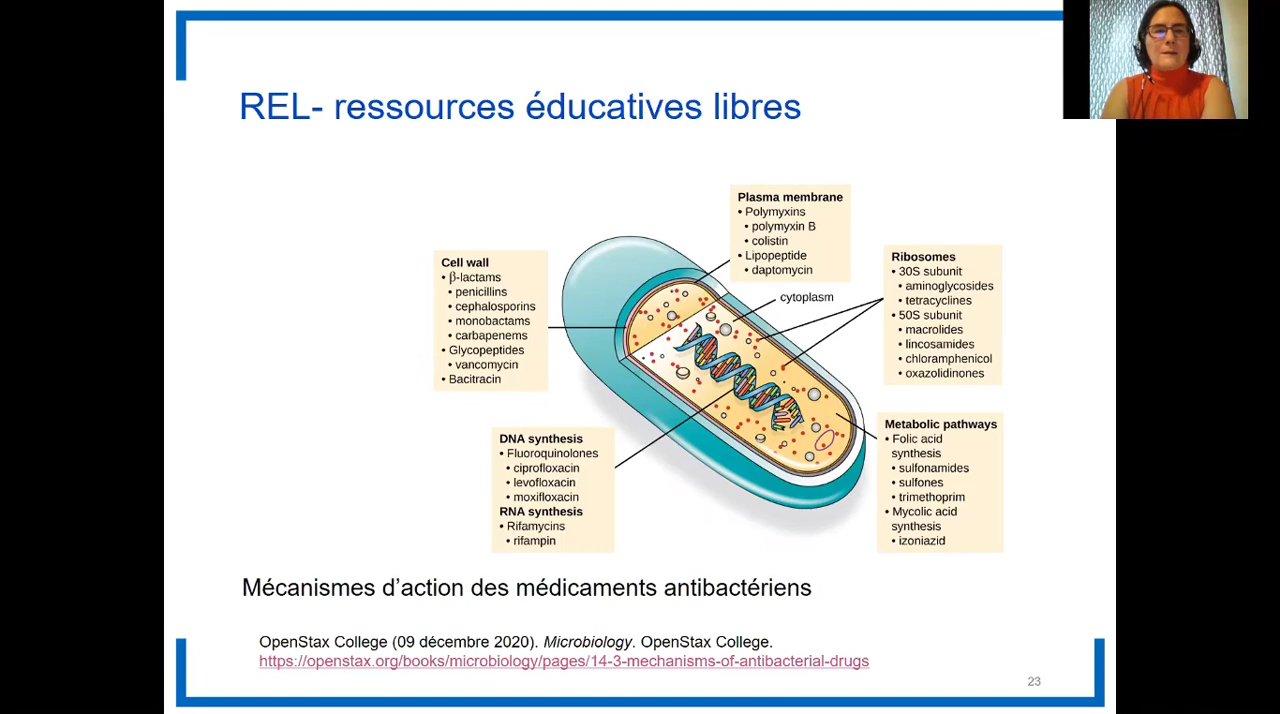 REL- ressources éducatives libres
Plasma membrane
• Polymyxins
• polymyxin B
• colistin
• Lipopeptide
• daptomycin
Cell wall
• β-lactams
• penicillins
• cephalosporins
• monobactams
• carbapenems
• Glycopeptides
• vancomycin
• Bacitracin
cytoplasm
Ribosomes
• 30S subunit
• aminoglycosides
• tetracyclines
• 50S subunit
• macrolides
• lincosamides
• chloramphenicol
• oxazolidinones
DNA synthesis
• Fluoroquinolones
• ciprofloxacin
• levofloxacin
• moxifloxacin
RNA synthesis
• Rifamycins
• rifampin
Metabolic pathways
• Folic acid
synthesis
• sulfonamides
• sulfones
• trimethoprim
• Mycolic acid
synthesis
• izoniazid
Mécanismes d’action des médicaments antibactériens
OpenStax College (09 décembre 2020). Microbiology. OpenStax College.
https://openstax.org/books/microbiology/pages/14-3-mechanisms-of-antibacterial-drugs
23